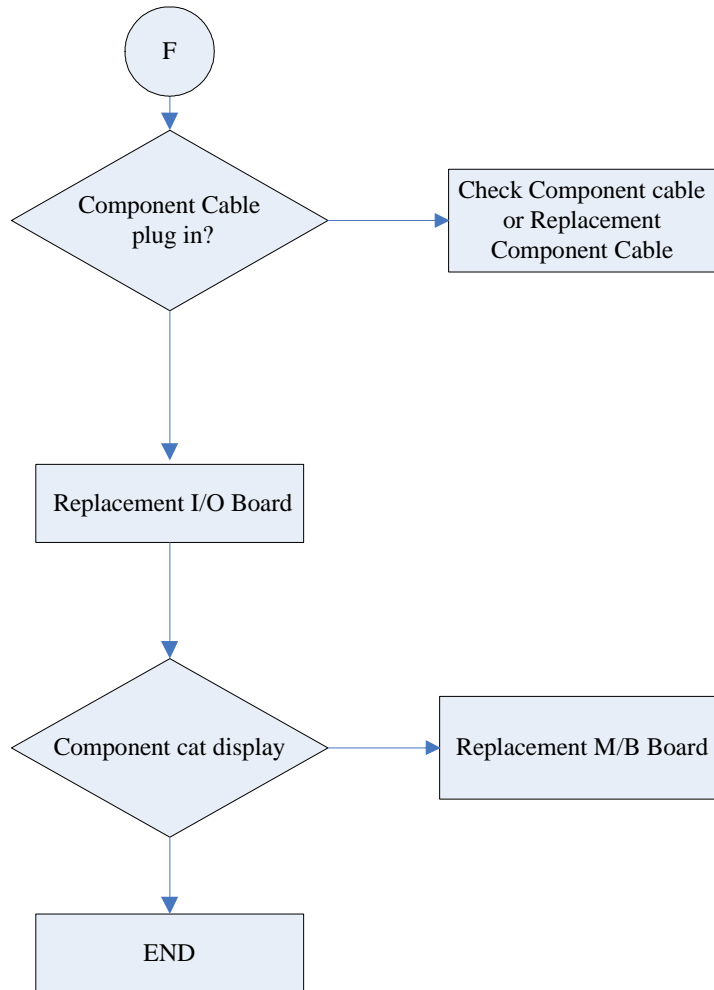 F
Component Cable
plug in?
Check Component cable
or Replacement
Component Cable
Replacement I/O Board
Component cat display
Replacement M/B Board
END